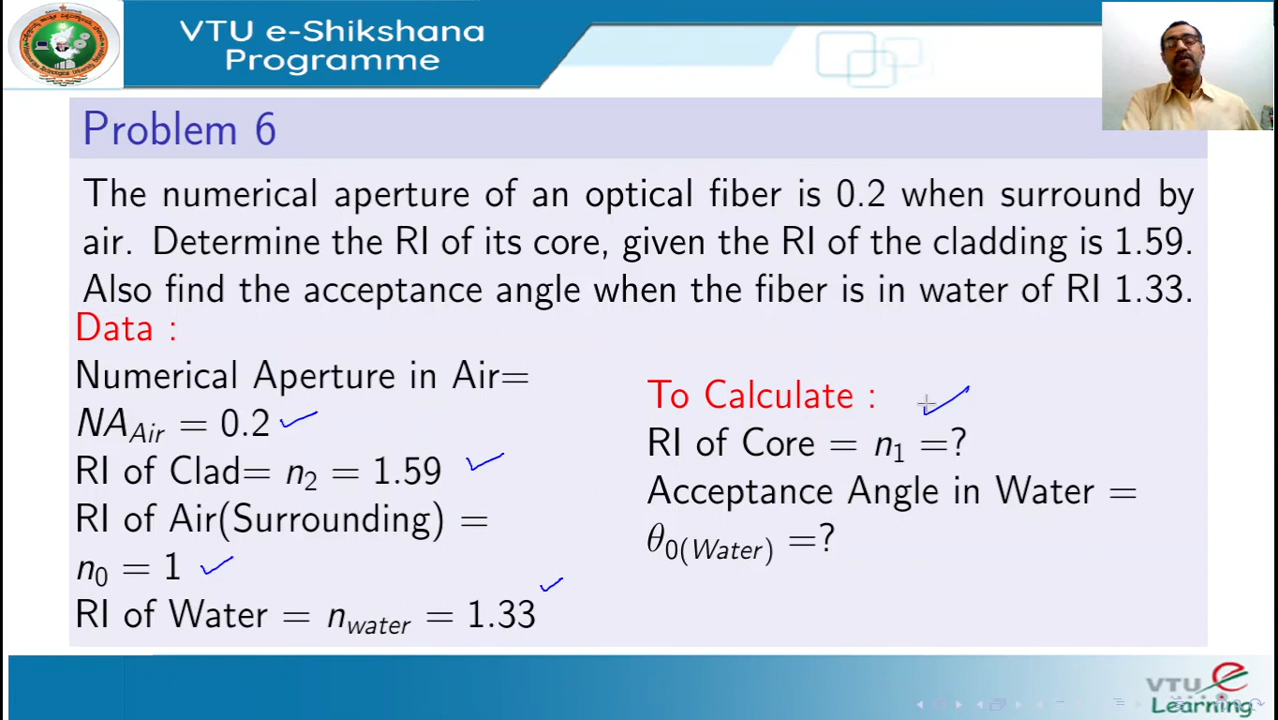 VTU e-Shikshana
Programme
Problem 6
The numerical aperture of an optical fiber is 0.2 when surround by
air. Determine the RI of its core, given the RI of the cladding is 1.59.
Also find the acceptance angle when the fiber is in water of RI 1.33.
Data :
Numerical Aperture in Air=
NA_Air = 0.2
RI of Clad= n₂ = 1.59
RI of Air(Surrounding) =
n₀ = 1
RI of Water = n_water = 1.33
To Calculate :
RI of Core = n₁ =?
Acceptance Angle in Water =
θ₀(Water) =?
VTU e
Learning